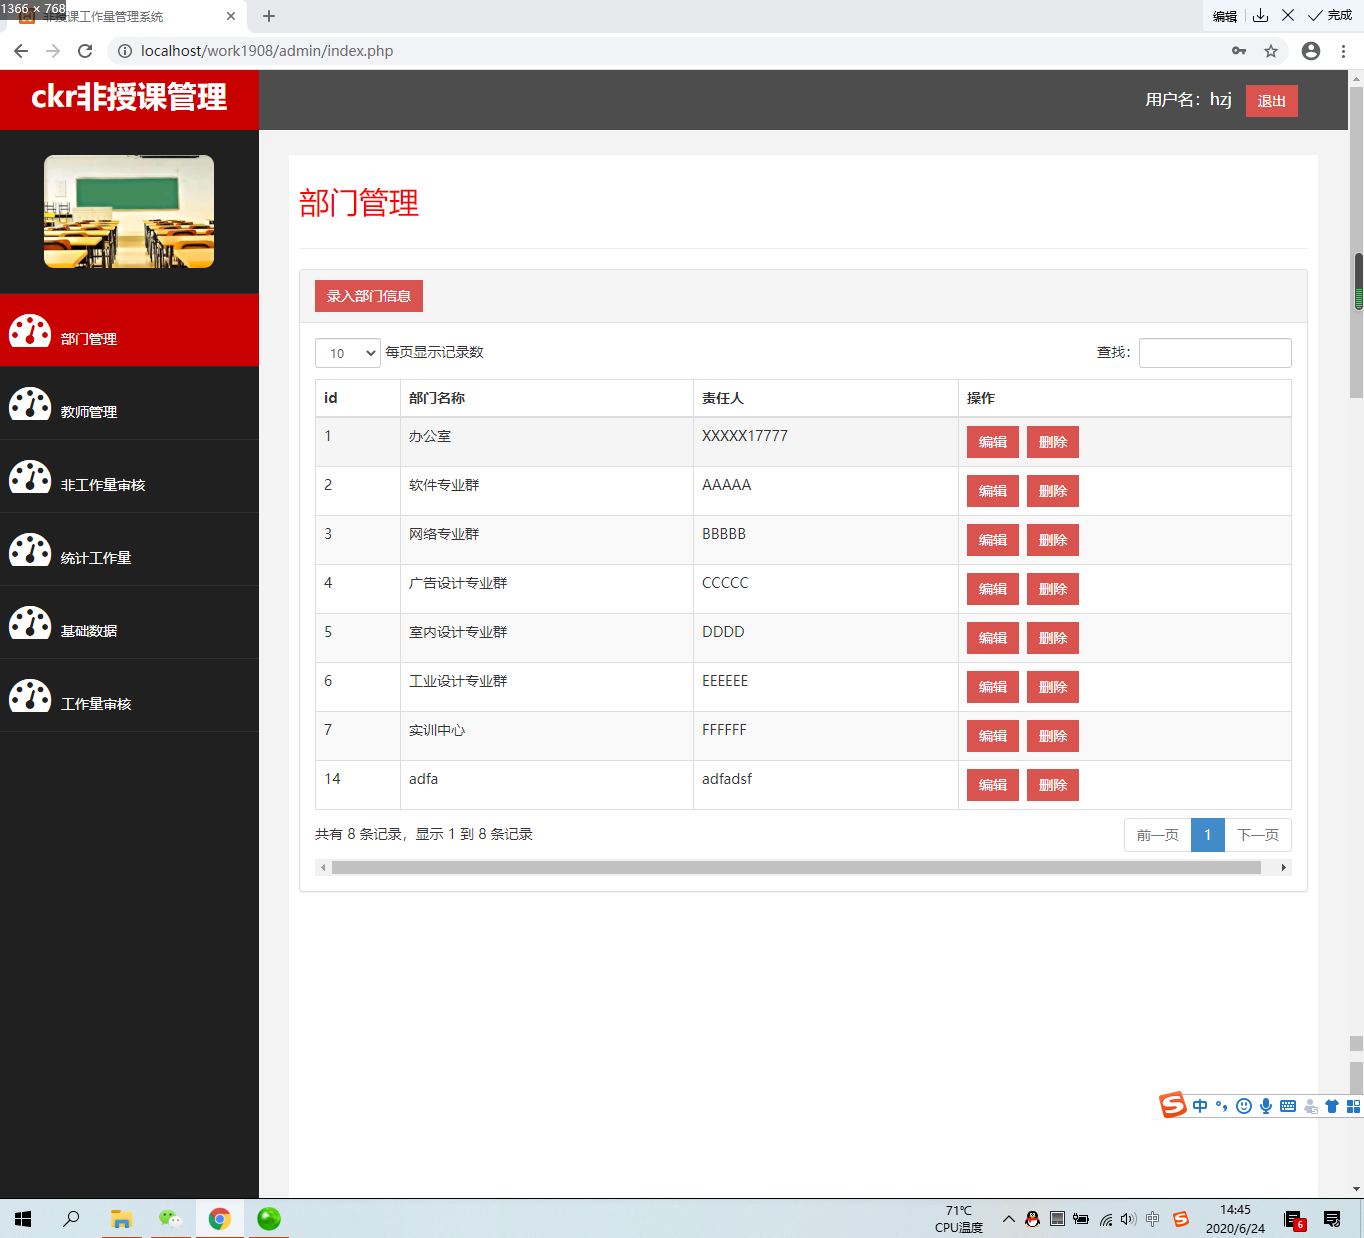 1366 × 768
非授课工作量管理系统
编辑 完成
localhost/work1908/admin/index.php
ckr非授课管理
用户名：hzj 退出
部门管理
教师管理
非工作量审核
统计工作量
基础数据
工作量审核
部门管理
录入部门信息
10 每页显示记录数 查找：
id 部门名称 责任人 操作
1 办公室 XXXXX17777 编辑 删除
2 软件专业群 AAAAA 编辑 删除
3 网络专业群 BBBBB 编辑 删除
4 广告设计专业群 CCCCC 编辑 删除
5 室内设计专业群 DDDD 编辑 删除
6 工业设计专业群 EEEEEE 编辑 删除
7 实训中心 FFFFFF 编辑 删除
14 adfa adfadsf 编辑 删除
共有 8 条记录，显示 1 到 8 条记录 前一页 1 下一页
中
71℃
CPU温度
中
14:45
2020/6/24
6